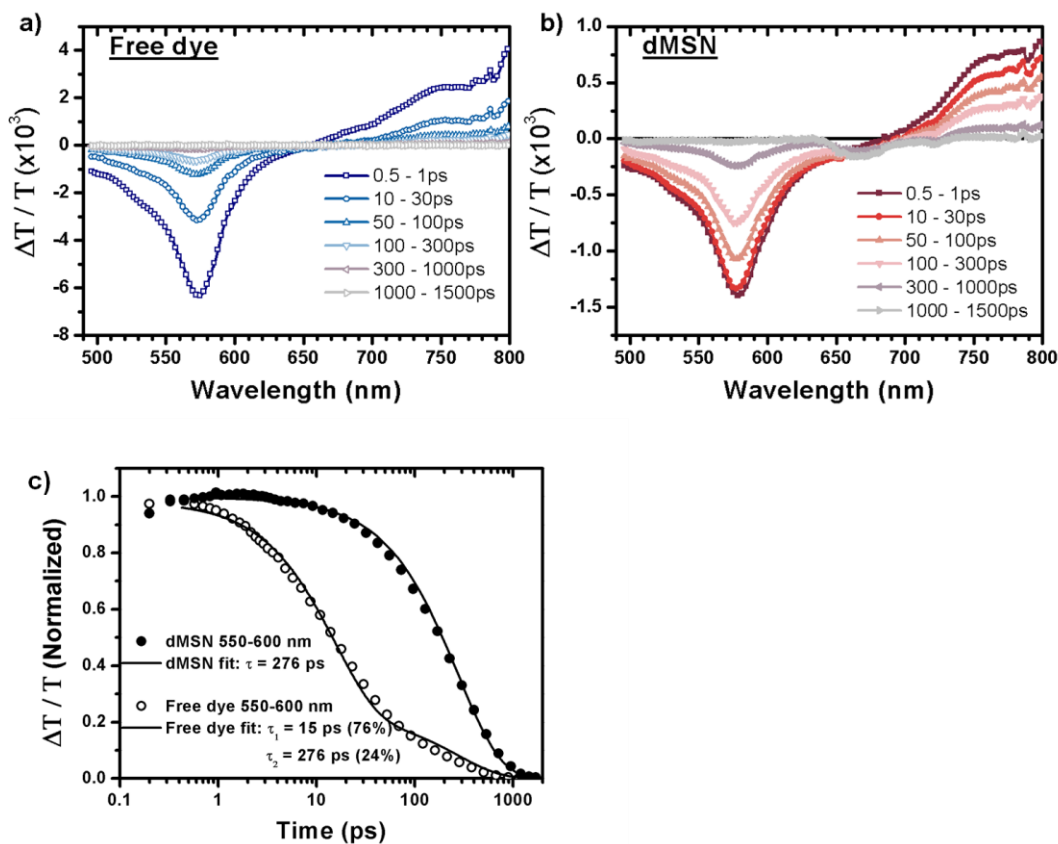 a)
Free dye
ΔT / T (x10³)
4
2
0
-2
-4
-6
-8
0.5 - 1ps
10 - 30ps
50 - 100ps
100 - 300ps
300 - 1000ps
1000 - 1500ps
500 550 600 650 700 750 800
Wavelength (nm)
b)
dMSN
ΔT / T (x10³)
1.0
0.5
0.0
-0.5
-1.0
-1.5
0.5 - 1ps
10 - 30ps
50 - 100ps
100 - 300ps
300 - 1000ps
1000 - 1500ps
500 550 600 650 700 750 800
Wavelength (nm)
c)
ΔT / T (Normalized)
1.0
0.8
0.6
0.4
0.2
0.0
dMSN 550-600 nm
dMSN fit: τ = 276 ps
Free dye 550-600 nm
Free dye fit: τ₁ = 15 ps (76%)
τ₂ = 276 ps (24%)
0.1 1 10 100 1000
Time (ps)